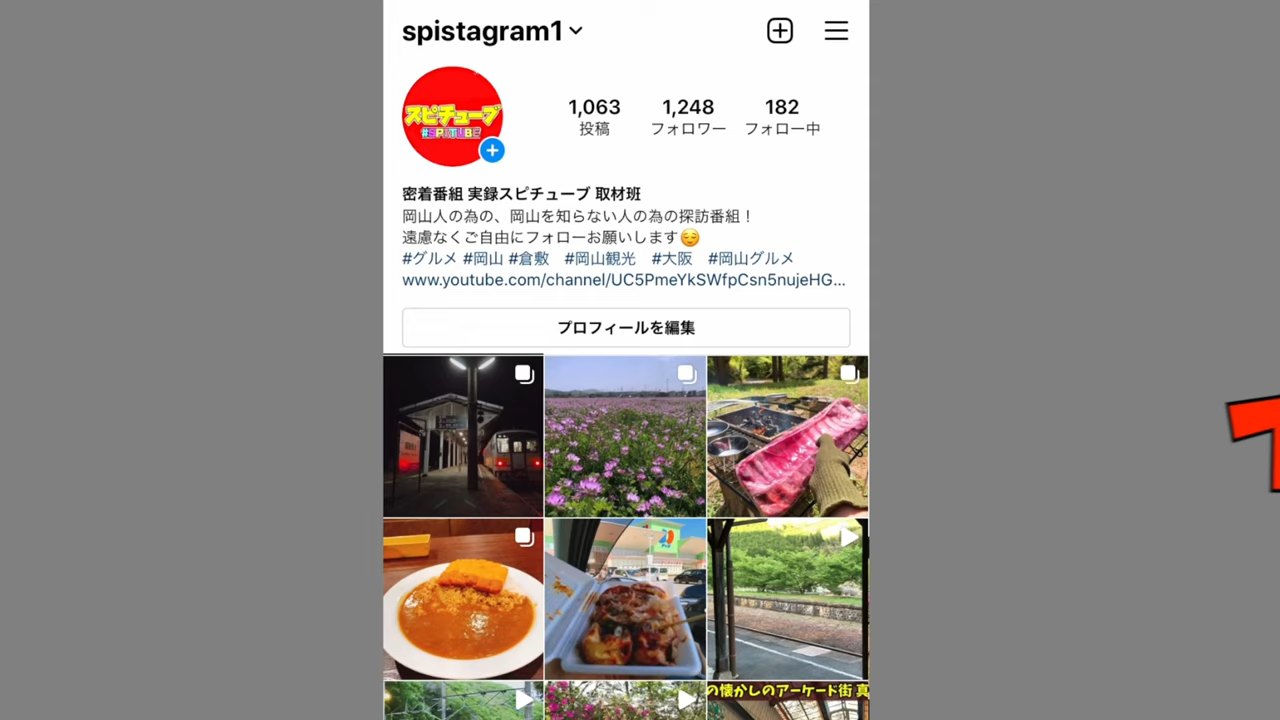 spistagram1
スピチューブ
#SPITUBE
1,063
投稿
1,248
フォロワー
182
フォロー中
密着番組 実録スピチューブ 取材班
岡山人の為の、岡山を知らない人の為の探訪番組！
遠慮なくご自由にフォローお願いします😌
#グルメ #岡山 #倉敷　#岡山観光　#大阪　#岡山グルメ
www.youtube.com/channel/UC5PmeYkSWfpCsn5nujeHG...
プロフィールを編集
の懐かしのアーケード街 真